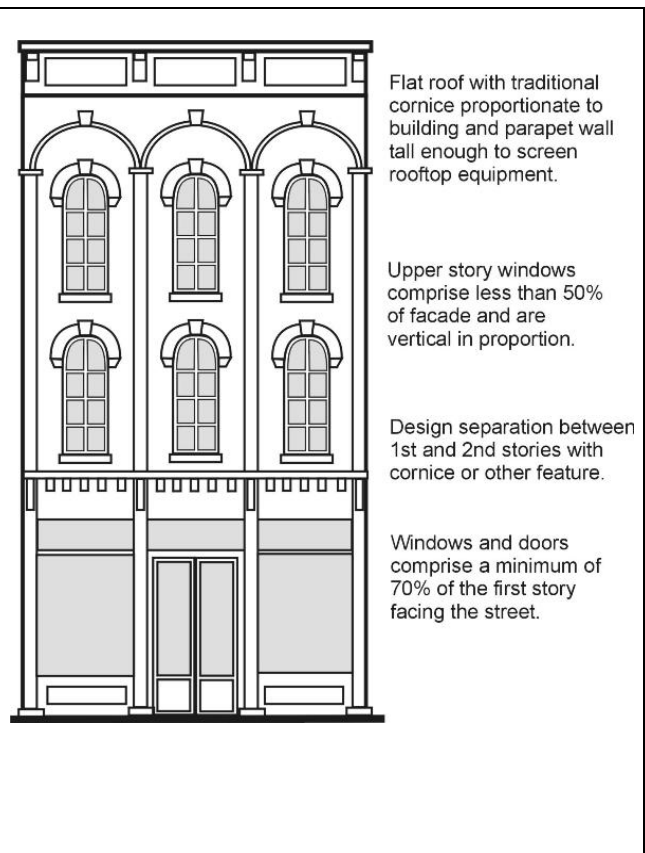 Flat roof with traditional
cornice proportionate to
building and parapet wall
tall enough to screen
rooftop equipment.
Upper story windows
comprise less than 50%
of facade and are
vertical in proportion.
Design separation between
1st and 2nd stories with
cornice or other feature.
Windows and doors
comprise a minimum of
70% of the first story
facing the street.